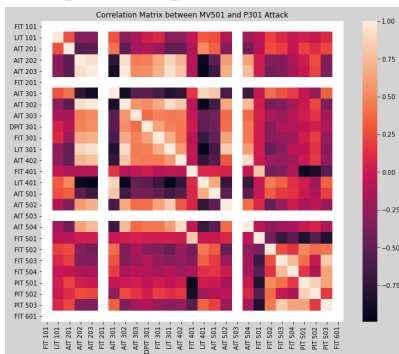 Correlation Matrix between MV501 and P301 Attack
FIT 101
LIT 101
AIT 201
AIT 202
AIT 203
FIT 201
AIT 301
AIT 302
AIT 303
DPIT 301
FIT 301
LIT 301
AIT 402
FIT 401
LIT 401
AIT 501
AIT 502
AIT 503
AIT 504
FIT 501
FIT 502
FIT 503
FIT 504
PIT 501
PIT 502
PIT 503
FIT 601
FIT 101
LIT 101
AIT 201
AIT 202
AIT 203
FIT 201
AIT 301
AIT 302
AIT 303
DPIT 301
FIT 301
LIT 301
AIT 402
FIT 401
LIT 401
AIT 501
AIT 502
AIT 503
AIT 504
FIT 501
FIT 502
FIT 503
FIT 504
PIT 501
PIT 502
PIT 503
FIT 601
1.00
0.75
0.50
0.25
0.00
-0.25
-0.50
-0.75